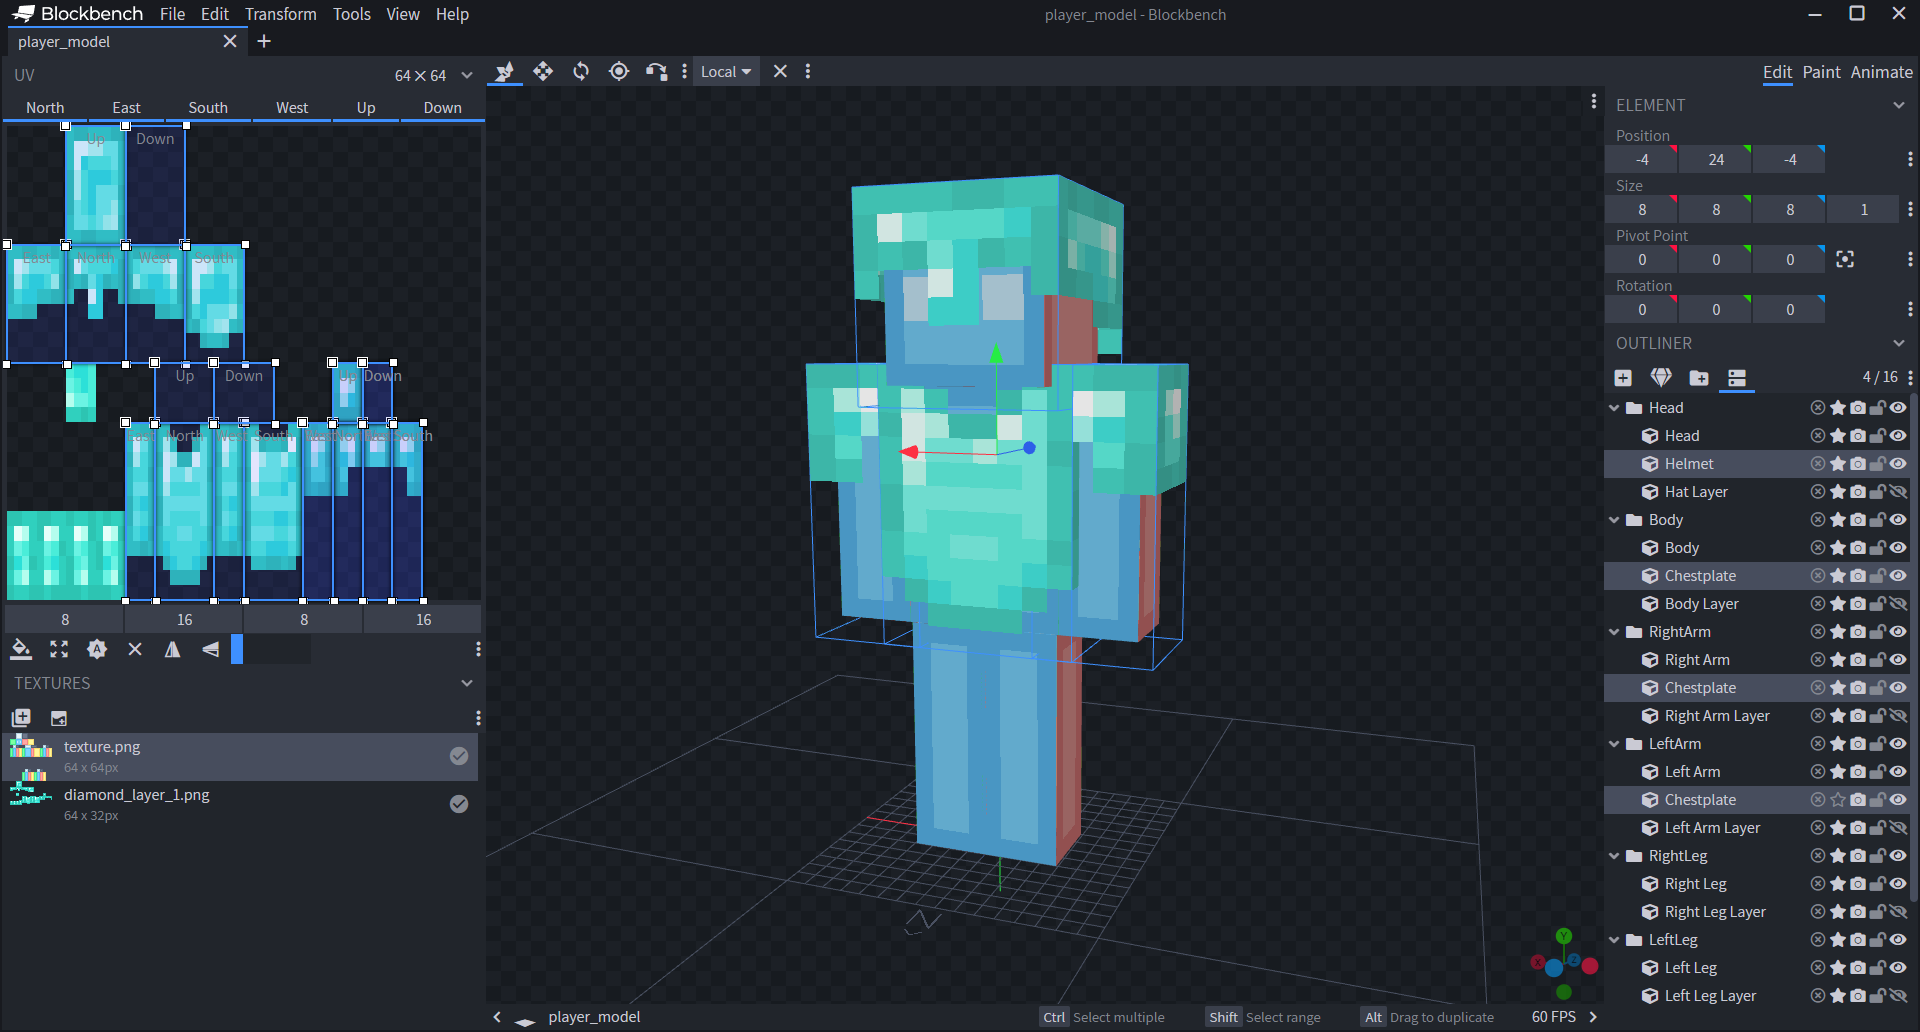 Blockbench File Edit Transform Tools View Help
player_model - Blockbench
player_model
UV
64 × 64
North East South West Up Down
Up Down
East North West South
Up Down
Up Down
East North West South
South
8 16 8 16
TEXTURES
texture.png
64 x 64px
diamond_layer_1.png
64 x 32px
Local
Edit Paint Animate
ELEMENT
Position
-4 24 -4
Size
8 8 8 1
Pivot Point
0 0 0
Rotation
0 0 0
OUTLINER
4 / 16
Head
Head
Helmet
Hat Layer
Body
Body
Chestplate
Body Layer
RightArm
Right Arm
Chestplate
Right Arm Layer
LeftArm
Left Arm
Chestplate
Left Arm Layer
RightLeg
Right Leg
Right Leg Layer
LeftLeg
Left Leg
Left Leg Layer
Y
X
Z
player_model
Ctrl Select multiple Shift Select range Alt Drag to duplicate 60 FPS